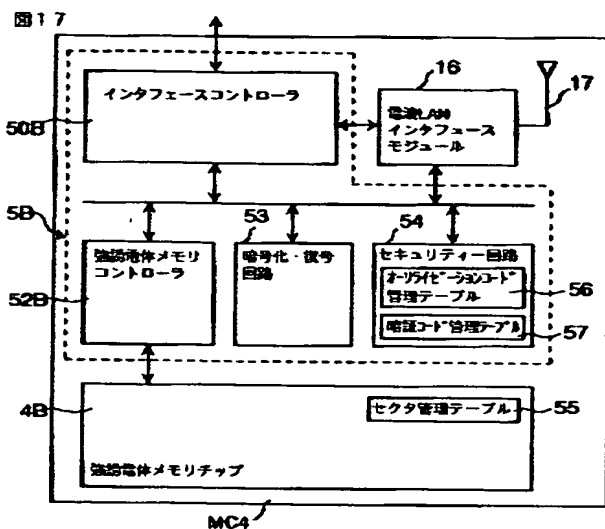 図17
インタフェースコントローラ
50B
16
17
電波LAN
インタフェース
モジュール
5B
53
54
強誘電体メモリ
コントローラ
52B
暗号化・復号
回路
セキュリティー回路
オーソライゼーションコード
管理テーブル
56
暗証コード管理テーブル
57
4B
セクタ管理テーブル
55
強誘電体メモリチップ
MC4